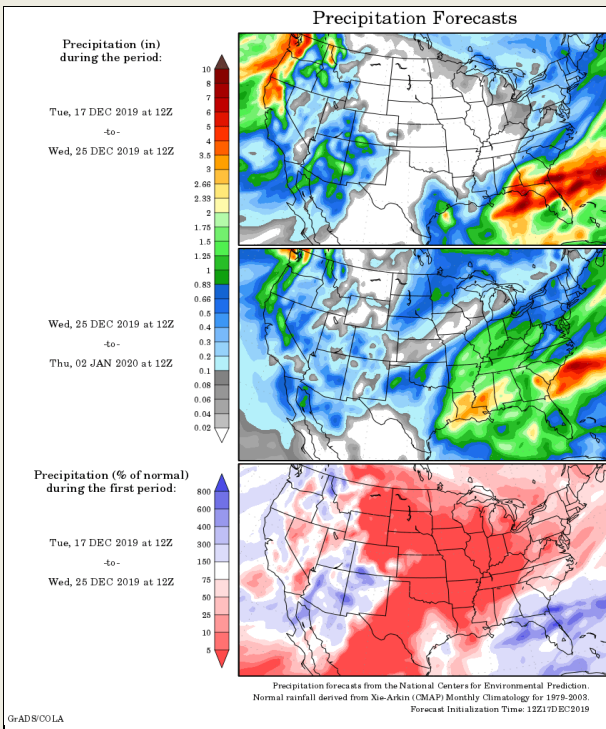 Precipitation Forecasts
Precipitation (in)
during the period:
Tue, 17 DEC 2019 at 12Z
-to-
Wed, 25 DEC 2019 at 12Z
10
8
7
6
5
4
3.5
3
2.66
2.33
2
1.75
1.5
1.25
1
0.83
0.66
0.5
0.4
0.3
0.2
0.1
0.08
0.06
0.04
0.02
Wed, 25 DEC 2019 at 12Z
-to-
Thu, 02 JAN 2020 at 12Z
Precipitation (% of normal)
during the first period:
Tue, 17 DEC 2019 at 12Z
-to-
Wed, 25 DEC 2019 at 12Z
800
600
400
300
150
75
50
25
10
5
Precipitation forecasts from the National Centers for Environmental Prediction.
Normal rainfall derived from Xie-Arkin (CMAP) Monthly Climatology for 1979-2003.
Forecast Initialization Time: 12Z17DEC2019
GrADS/COLA